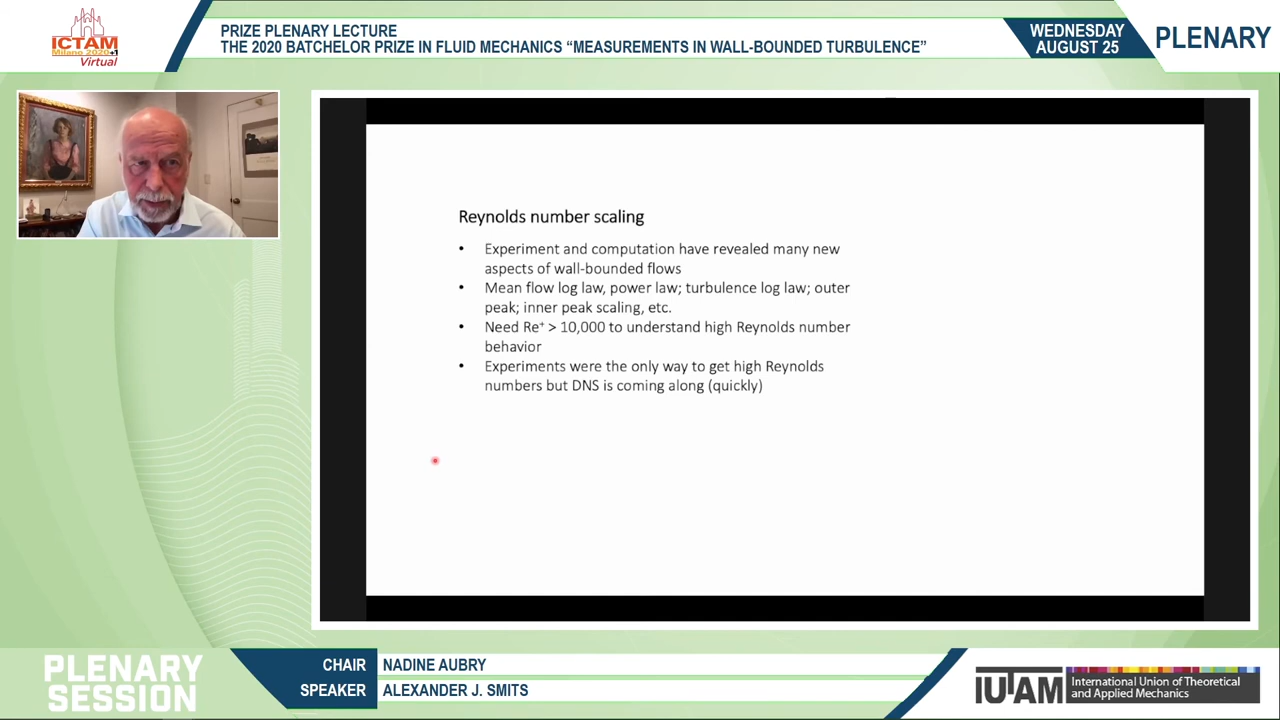 ICTAM
Milano 2020+1
Virtual
PRIZE PLENARY LECTURE
THE 2020 BATCHELOR PRIZE IN FLUID MECHANICS “MEASUREMENTS IN WALL-BOUNDED TURBULENCE”
WEDNESDAY
AUGUST 25
PLENARY
Reynolds number scaling
• Experiment and computation have revealed many new
aspects of wall-bounded flows
• Mean flow log law, power law; turbulence log law; outer
peak; inner peak scaling, etc.
• Need Re⁺ > 10,000 to understand high Reynolds number
behavior
• Experiments were the only way to get high Reynolds
numbers but DNS is coming along (quickly)
PLENARY
SESSION
CHAIR NADINE AUBRY
SPEAKER ALEXANDER J. SMITS
IUTAM
International Union of Theoretical
and Applied Mechanics